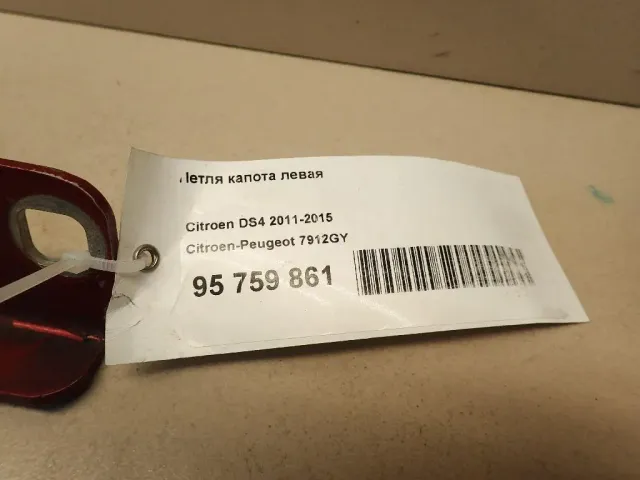 Петля капота левая
Citroen DS4 2011-2015
Citroen-Peugeot 7912GY
95 759 861